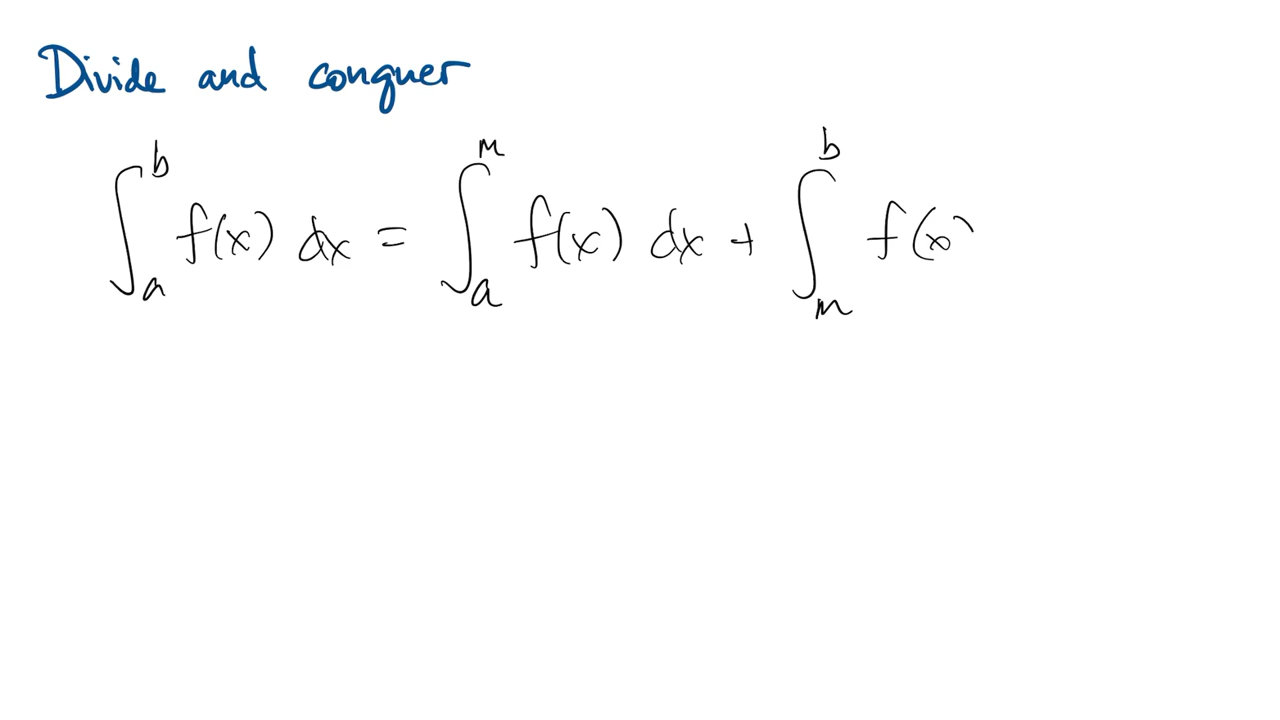 Divide and conquer
∫_a^b f(x) dx = ∫_a^m f(x) dx + ∫_m^b f(x)